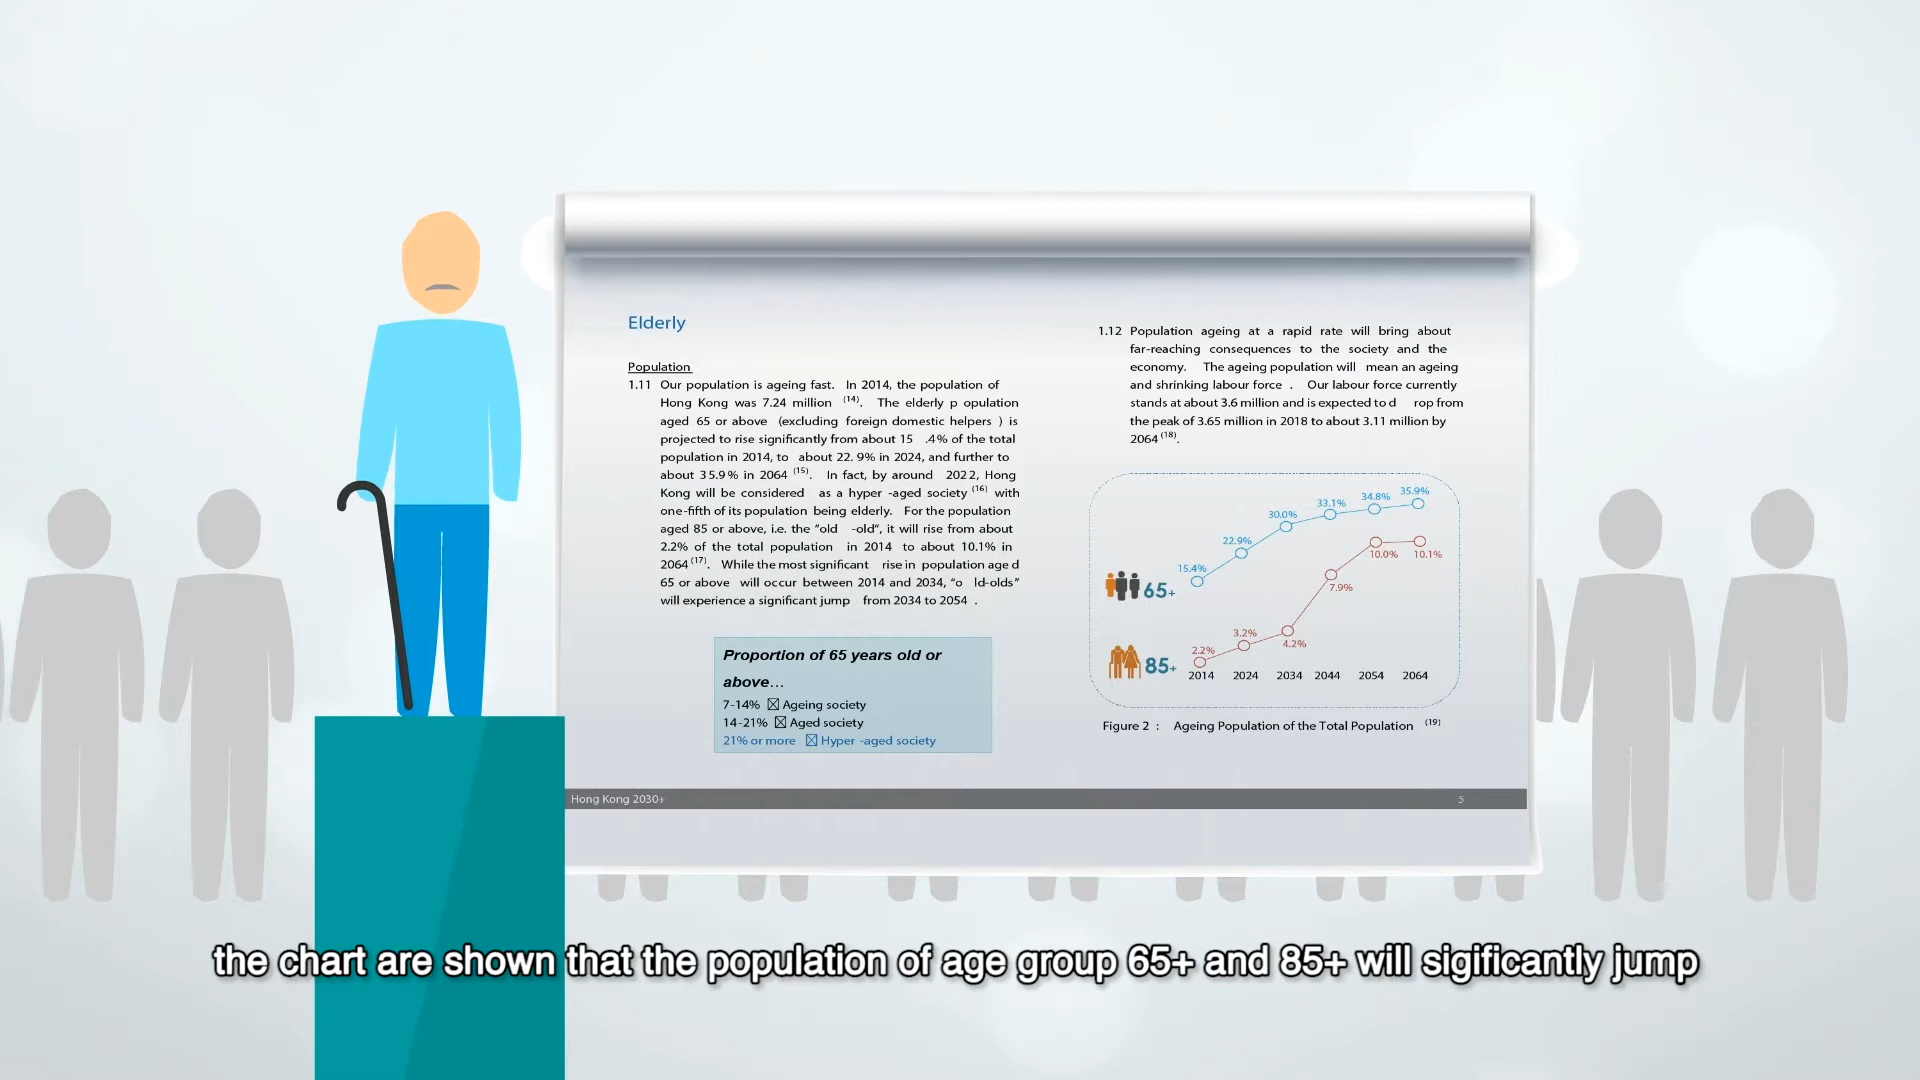 Elderly
Population
1.11 Our population is ageing fast. In 2014, the population of
Hong Kong was 7.24 million (14). The elderly p opulation
aged 65 or above (excluding foreign domestic helpers ) is
projected to rise significantly from about 15 .4% of the total
population in 2014, to about 22. 9% in 2024, and further to
about 35.9% in 2064 (15). In fact, by around 2022, Hong
Kong will be considered as a hyper -aged society (16) with
one-fifth of its population being elderly. For the population
aged 85 or above, i.e. the "old -old", it will rise from about
2.2% of the total population in 2014 to about 10.1% in
2064 (17). While the most significant rise in population age d
65 or above will occur between 2014 and 2034, "o ld-olds"
will experience a significant jump from 2034 to 2054 .
Proportion of 65 years old or
above…
7-14% ☒ Ageing society
14-21% ☒ Aged society
21% or more ☒ Hyper -aged society
1.12 Population ageing at a rapid rate will bring about
far-reaching consequences to the society and the
economy. The ageing population will mean an ageing
and shrinking labour force . Our labour force currently
stands at about 3.6 million and is expected to d rop from
the peak of 3.65 million in 2018 to about 3.11 million by
2064 (18).
15.4% 22.9% 30.0% 33.1% 34.8% 35.9%
65+
2.2% 3.2% 4.2% 7.9% 10.0% 10.1%
85+
2014 2024 2034 2044 2054 2064
Figure 2 : Ageing Population of the Total Population (19)
Hong Kong 2030+ 5
the chart are shown that the population of age group 65+ and 85+ will sigificantly jump